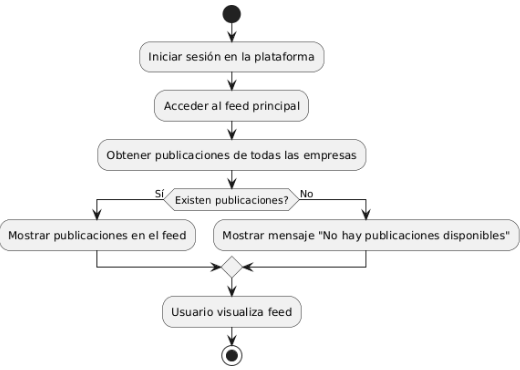 Iniciar sesión en la plataforma
Acceder al feed principal
Obtener publicaciones de todas las empresas
Existen publicaciones?
Sí
No
Mostrar publicaciones en el feed
Mostrar mensaje "No hay publicaciones disponibles"
Usuario visualiza feed